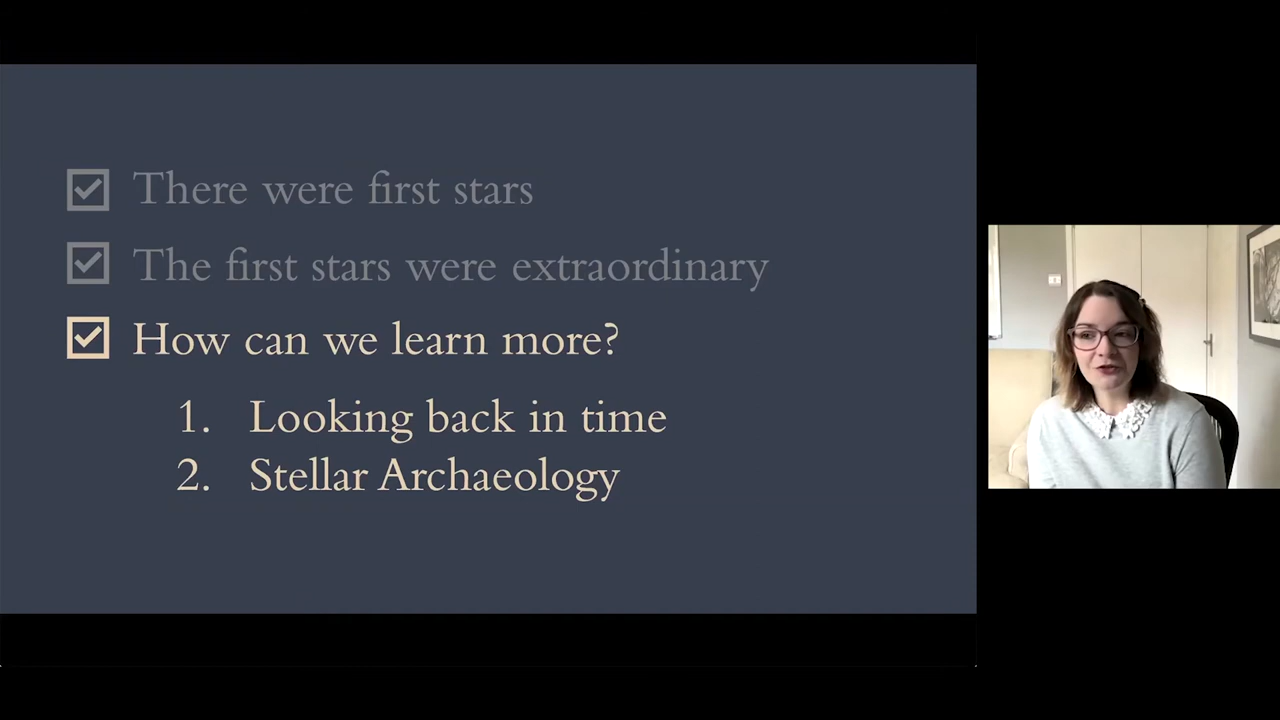 There were first stars
The first stars were extraordinary
How can we learn more?
1. Looking back in time
2. Stellar Archaeology